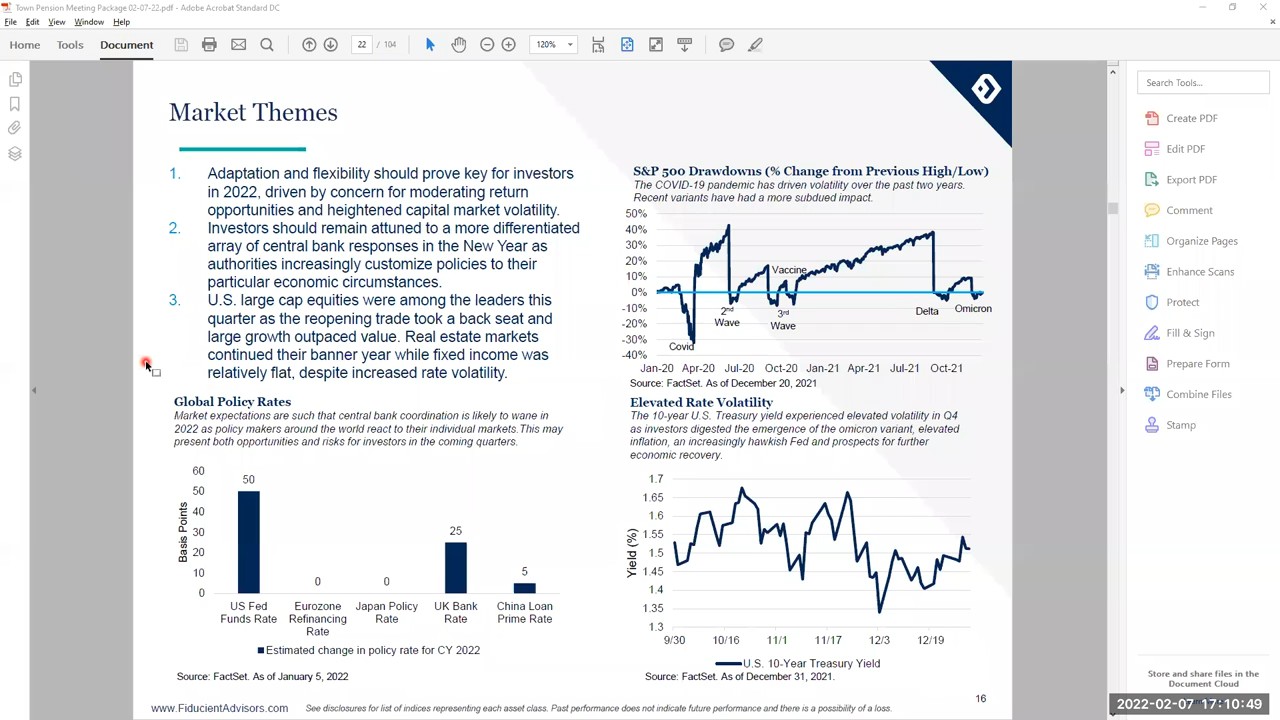 Town Pension Meeting Package 02-07-22.pdf - Adobe Acrobat Standard DC
File Edit View Window Help
Home Tools Document 22 / 104 120%
Market Themes
1. Adaptation and flexibility should prove key for investors
in 2022, driven by concern for moderating return
opportunities and heightened capital market volatility.
2. Investors should remain attuned to a more differentiated
array of central bank responses in the New Year as
authorities increasingly customize policies to their
particular economic circumstances.
3. U.S. large cap equities were among the leaders this
quarter as the reopening trade took a back seat and
large growth outpaced value. Real estate markets
continued their banner year while fixed income was
relatively flat, despite increased rate volatility.
S&P 500 Drawdowns (% Change from Previous High/Low)
The COVID-19 pandemic has driven volatility over the past two years.
Recent variants have had a more subdued impact.
50%
40%
30%
20%
10%
0%
-10%
-20%
-30%
-40%
Vaccine
2nd
Wave
3rd
Wave
Delta
Omicron
Covid
Jan-20 Apr-20 Jul-20 Oct-20 Jan-21 Apr-21 Jul-21 Oct-21
Source: FactSet. As of December 20, 2021
Global Policy Rates
Market expectations are such that central bank coordination is likely to wane in
2022 as policy makers around the world react to their individual markets. This may
present both opportunities and risks for investors in the coming quarters.
Basis Points
60
50
40
30
20
10
0
50
0
0
25
5
US Fed
Funds Rate
Eurozone
Refinancing
Rate
Japan Policy
Rate
UK Bank
Rate
China Loan
Prime Rate
Estimated change in policy rate for CY 2022
Source: FactSet. As of January 5, 2022
Elevated Rate Volatility
The 10-year U.S. Treasury yield experienced elevated volatility in Q4
as investors digested the emergence of the omicron variant, elevated
inflation, an increasingly hawkish Fed and prospects for further
economic recovery.
Yield (%)
1.7
1.65
1.6
1.55
1.5
1.45
1.4
1.35
1.3
9/30 10/16 11/1 11/17 12/3 12/19
U.S. 10-Year Treasury Yield
Source: FactSet. As of December 31, 2021.
16
www.FiducientAdvisors.com See disclosures for list of indices representing each asset class. Past performance does not indicate future performance and there is a possibility of a loss.
Search Tools...
Create PDF
Edit PDF
Export PDF
Comment
Organize Pages
Enhance Scans
Protect
Fill & Sign
Prepare Form
Combine Files
Stamp
Store and share files in the
Document Cloud
2022-02-07 17:10:49